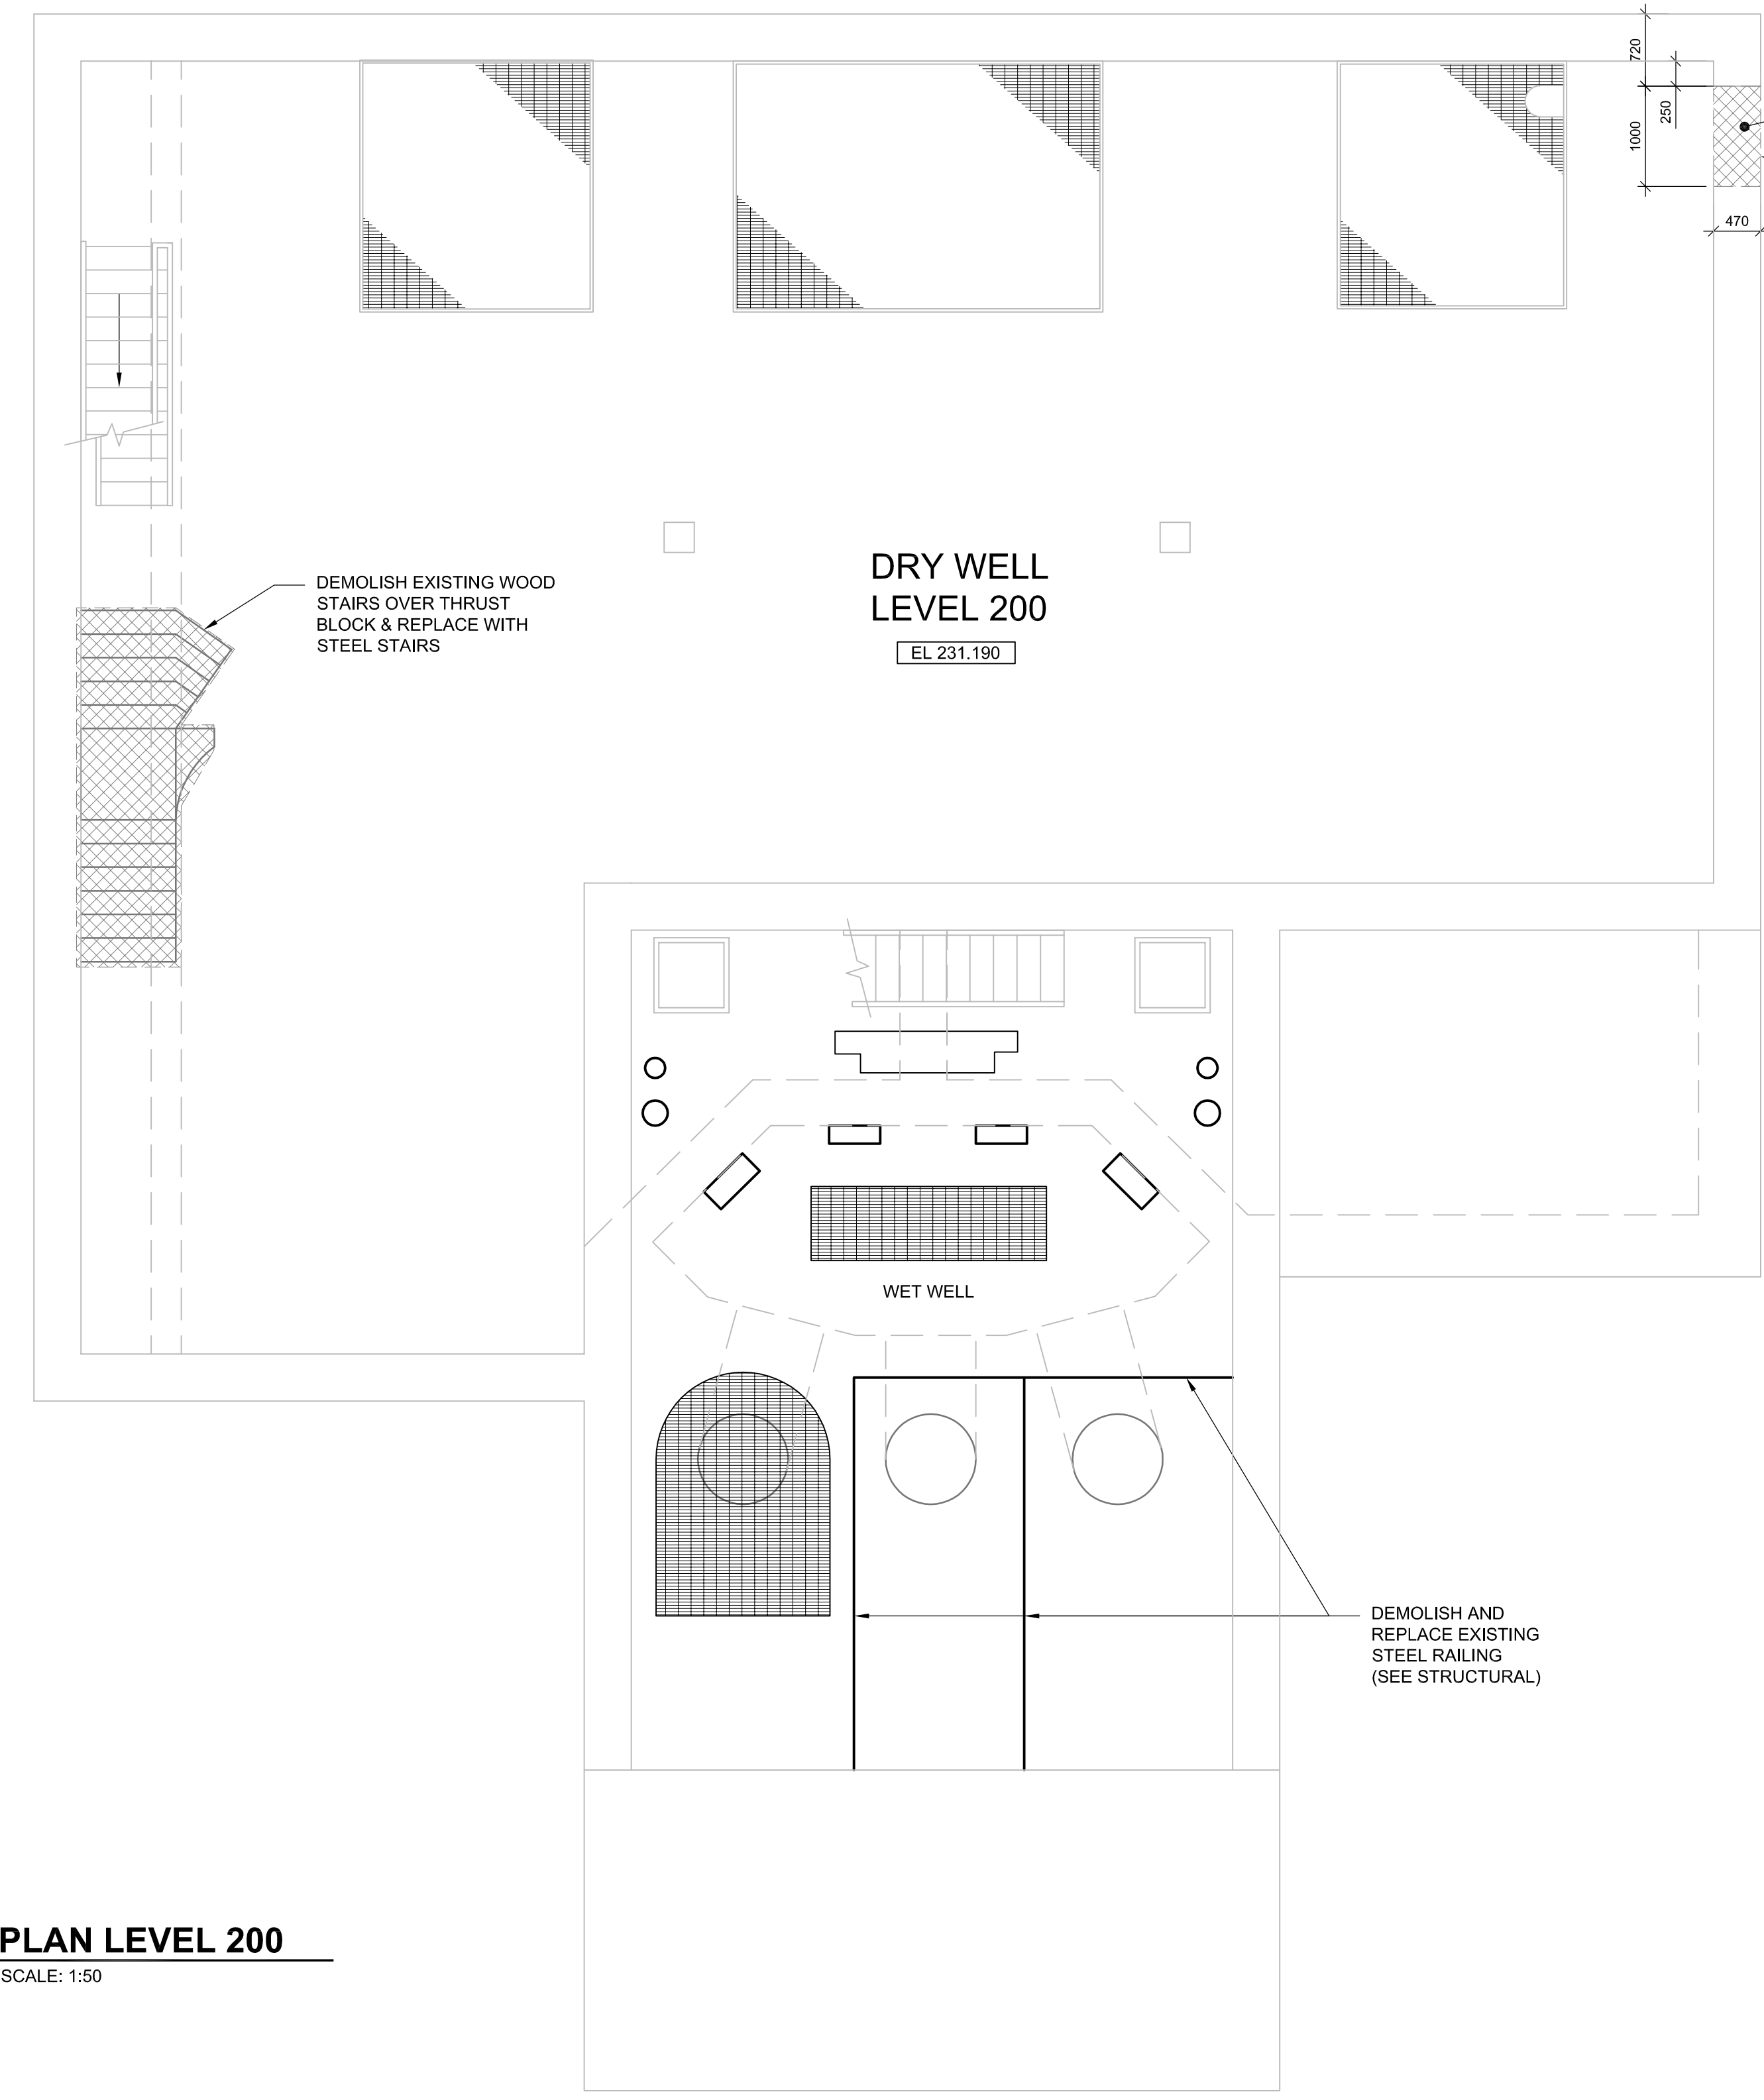 720
250
1000
470
DEMOLISH EXISTING WOOD
STAIRS OVER THRUST
BLOCK & REPLACE WITH
STEEL STAIRS
DRY WELL
LEVEL 200
EL 231.190
WET WELL
DEMOLISH AND
REPLACE EXISTING
STEEL RAILING
(SEE STRUCTURAL)
PLAN LEVEL 200
SCALE: 1:50